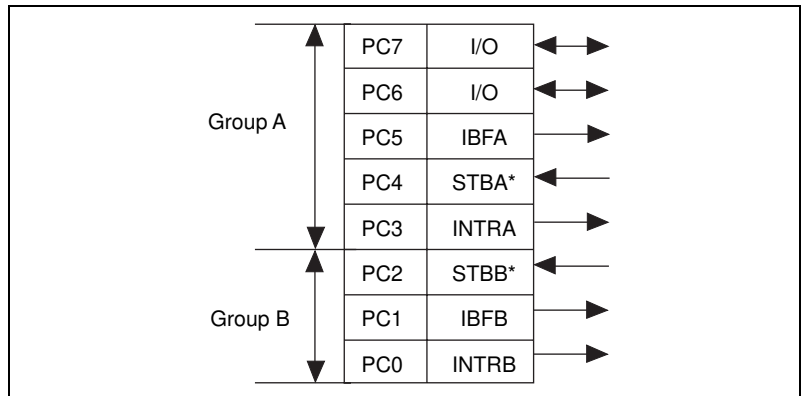 PC7 I/O
PC6 I/O
Group A
PC5 IBFA
PC4 STBA*
PC3 INTRA
PC2 STBB*
Group B
PC1 IBFB
PC0 INTRB